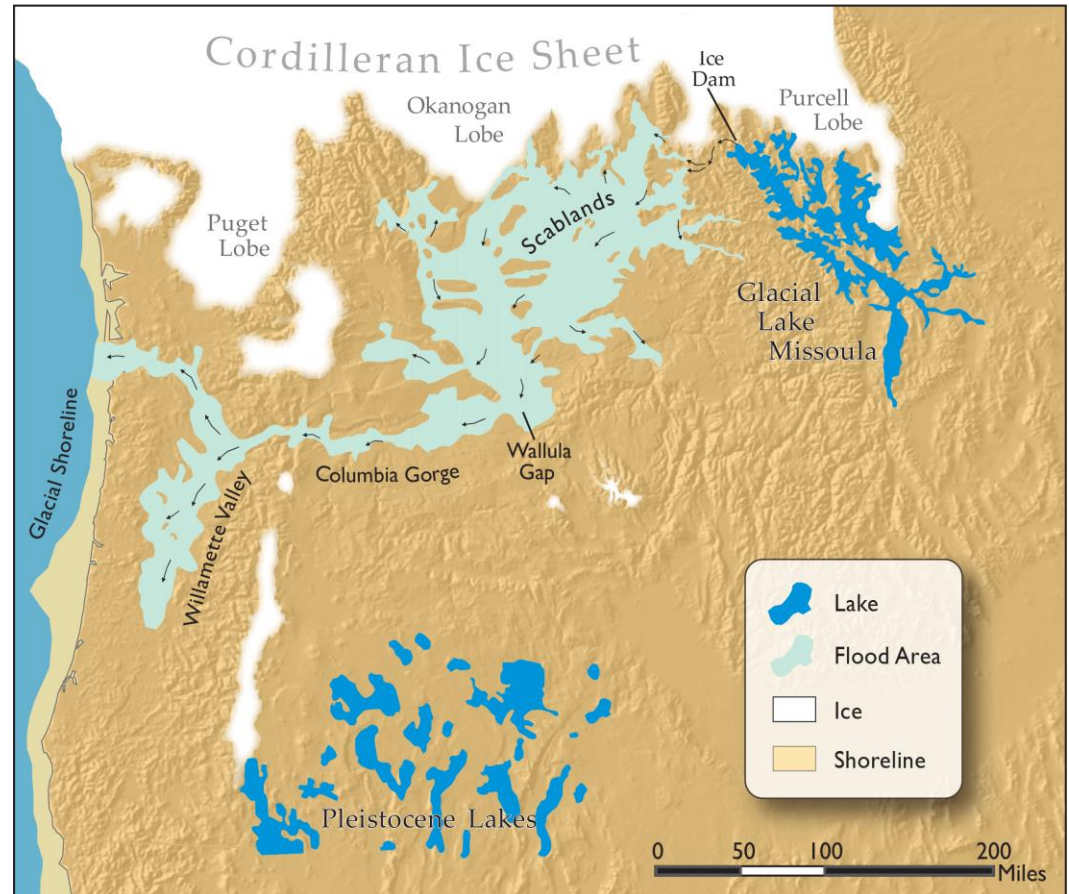 Cordilleran Ice Sheet
Ice
Dam
Okanogan
Lobe
Purcell
Lobe
Puget
Lobe
Scablands
Glacial
Lake
Missoula
Glacial Shoreline
Wallula
Gap
Columbia Gorge
Willamette Valley
Lake
Flood Area
Ice
Shoreline
Pleistocene Lakes
0 50 100 200
Miles